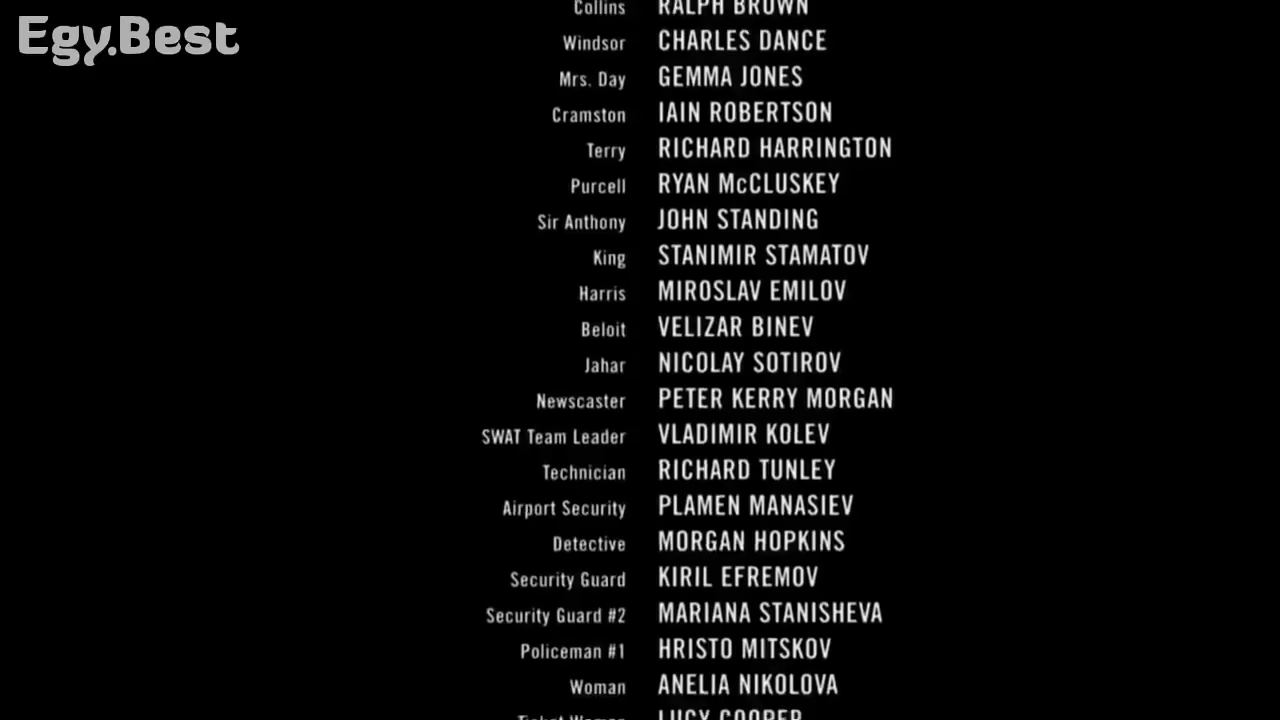 Egy.Best
Collins RALPH BROWN
Windsor CHARLES DANCE
Mrs. Day GEMMA JONES
Cramston IAIN ROBERTSON
Terry RICHARD HARRINGTON
Purcell RYAN McCLUSKEY
Sir Anthony JOHN STANDING
King STANIMIR STAMATOV
Harris MIROSLAV EMILOV
Beloit VELIZAR BINEV
Jahar NICOLAY SOTIROV
Newscaster PETER KERRY MORGAN
SWAT Team Leader VLADIMIR KOLEV
Technician RICHARD TUNLEY
Airport Security PLAMEN MANASIEV
Detective MORGAN HOPKINS
Security Guard KIRIL EFREMOV
Security Guard #2 MARIANA STANISHEVA
Policeman #1 HRISTO MITSKOV
Woman ANELIA NIKOLOVA
Ticket Woman LUCY COOPER